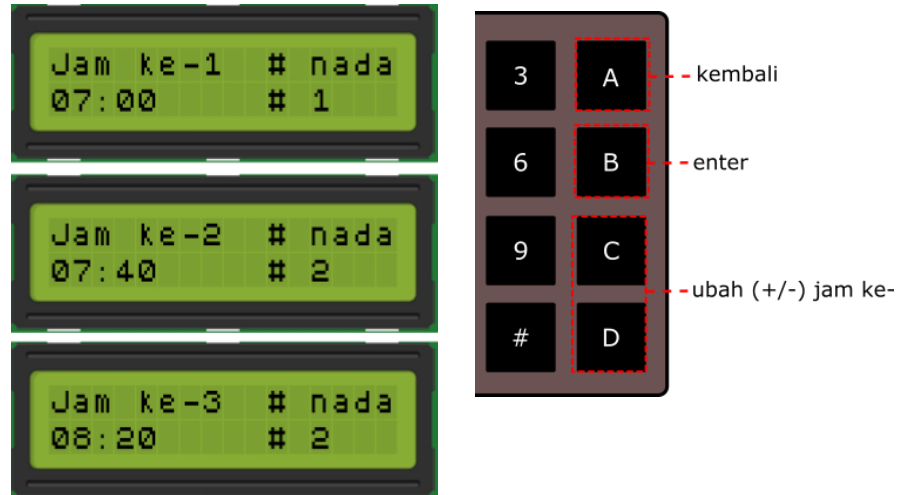 Jam ke-1 # nada
07:00 # 1
Jam ke-2 # nada
07:40 # 2
Jam ke-3 # nada
08:20 # 2
3 A kembali
6 B enter
9 C
ubah (+/-) jam ke-
# D